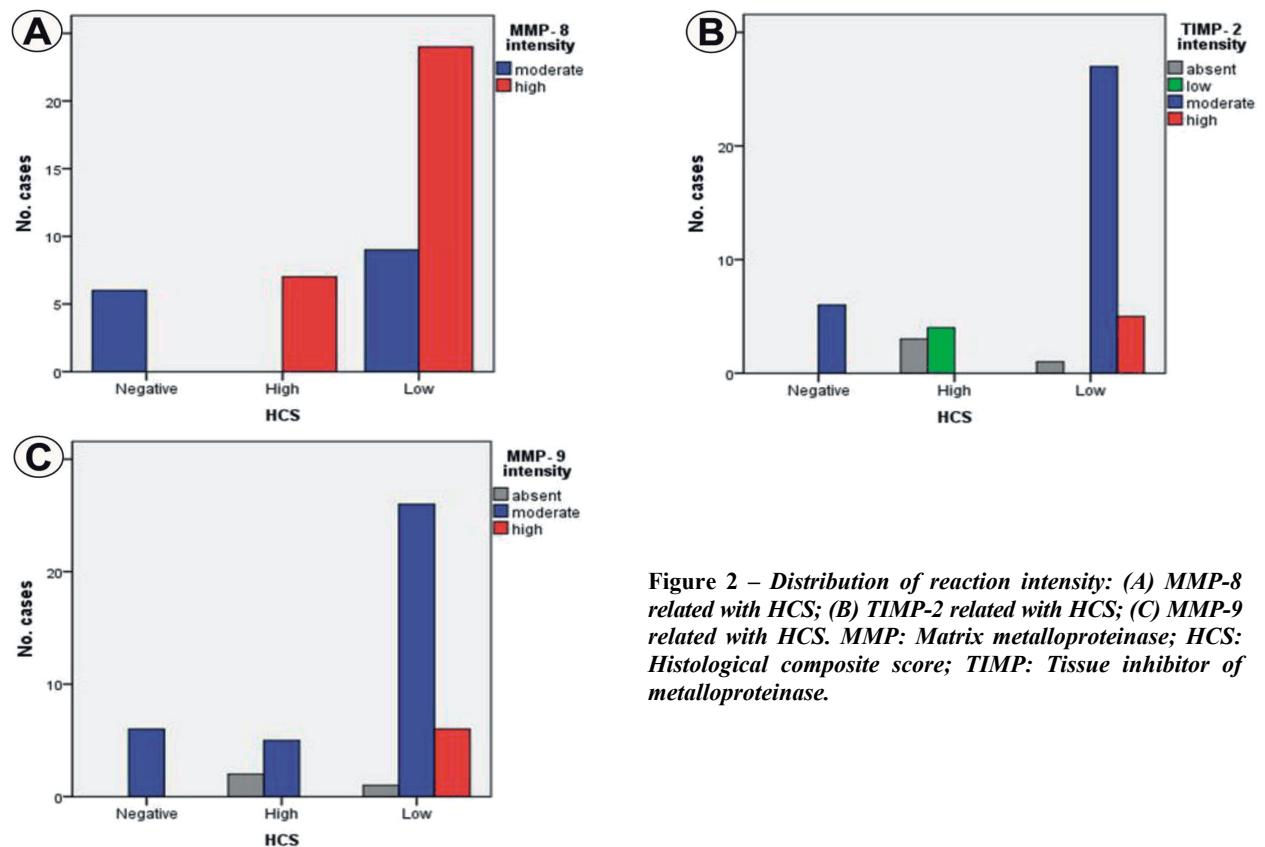 A
MMP- 8
intensity
moderate
high
No. cases
20
15
10
5
0
Negative
High
Low
HCS
B
TIMP- 2
intensity
absent
low
moderate
high
No. cases
20
10
0
Negative
High
Low
HCS
C
MMP- 9
intensity
absent
moderate
high
No. cases
20
10
0
Negative
High
Low
HCS
Figure 2 – Distribution of reaction intensity: (A) MMP-8
related with HCS; (B) TIMP-2 related with HCS; (C) MMP-9
related with HCS. MMP: Matrix metalloproteinase; HCS:
Histological composite score; TIMP: Tissue inhibitor of
metalloproteinase.